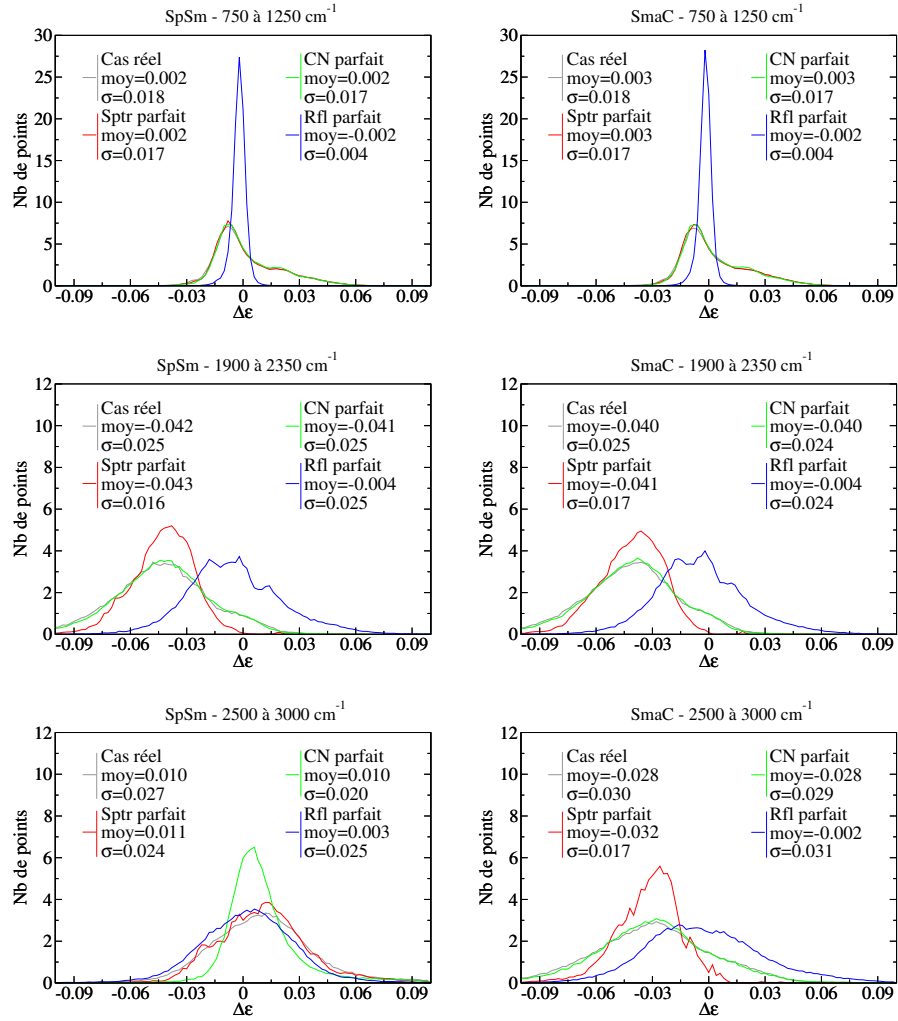 SpSm - 750 à 1250 cm⁻¹
Nb de points
30
25
20
15
10
5
0
Cas réel
moy=0.002
σ=0.018
Sptr parfait
moy=0.002
σ=0.017
CN parfait
moy=0.002
σ=0.017
Rfl parfait
moy=-0.002
σ=0.004
-0.09 -0.06 -0.03 0 0.03 0.06 0.09
Δε
SmaC - 750 à 1250 cm⁻¹
Nb de points
30
25
20
15
10
5
0
Cas réel
moy=0.003
σ=0.018
Sptr parfait
moy=0.003
σ=0.017
CN parfait
moy=0.003
σ=0.017
Rfl parfait
moy=-0.002
σ=0.004
-0.09 -0.06 -0.03 0 0.03 0.06 0.09
Δε
SpSm - 1900 à 2350 cm⁻¹
Nb de points
12
10
8
6
4
2
0
Cas réel
moy=-0.042
σ=0.025
Sptr parfait
moy=-0.043
σ=0.016
CN parfait
moy=-0.041
σ=0.025
Rfl parfait
moy=-0.004
σ=0.025
-0.09 -0.06 -0.03 0 0.03 0.06 0.09
Δε
SmaC - 1900 à 2350 cm⁻¹
Nb de points
12
10
8
6
4
2
0
Cas réel
moy=-0.040
σ=0.025
Sptr parfait
moy=-0.041
σ=0.017
CN parfait
moy=-0.040
σ=0.024
Rfl parfait
moy=-0.004
σ=0.024
-0.09 -0.06 -0.03 0 0.03 0.06 0.09
Δε
SpSm - 2500 à 3000 cm⁻¹
Nb de points
12
10
8
6
4
2
0
Cas réel
moy=0.010
σ=0.027
Sptr parfait
moy=0.011
σ=0.024
CN parfait
moy=0.010
σ=0.020
Rfl parfait
moy=0.003
σ=0.025
-0.09 -0.06 -0.03 0 0.03 0.06 0.09
Δε
SmaC - 2500 à 3000 cm⁻¹
Nb de points
12
10
8
6
4
2
0
Cas réel
moy=-0.028
σ=0.030
Sptr parfait
moy=-0.032
σ=0.017
CN parfait
moy=-0.028
σ=0.029
Rfl parfait
moy=-0.002
σ=0.031
-0.09 -0.06 -0.03 0 0.03 0.06 0.09
Δε